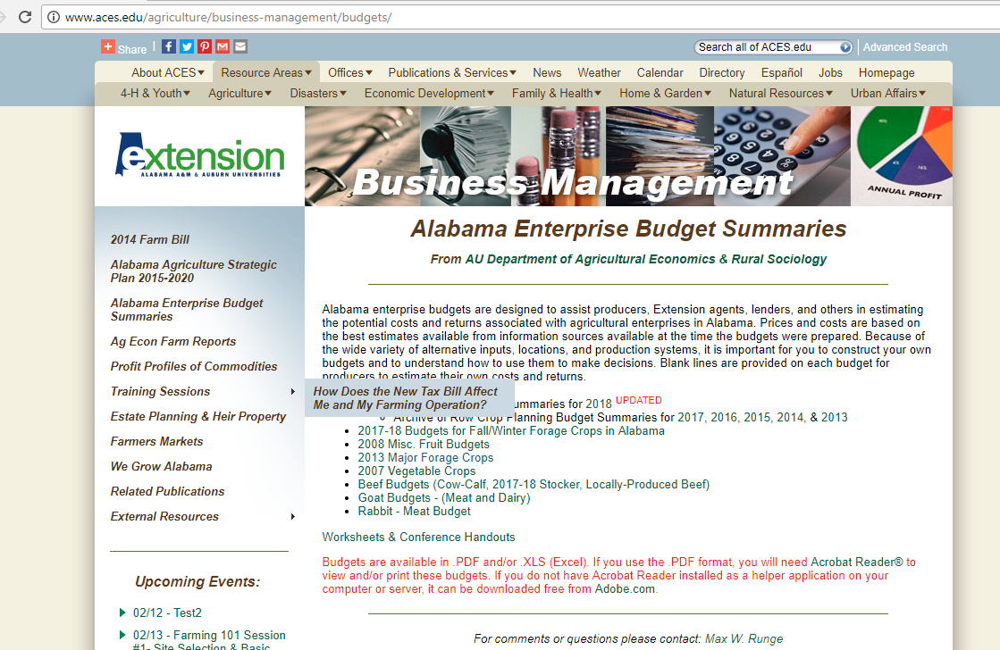 www.aces.edu/agriculture/business-management/budgets/
Share
Search all of ACES.edu
Advanced Search
About ACES Resource Areas Offices Publications & Services News Weather Calendar Directory Español Jobs Homepage
4-H & Youth Agriculture Disasters Economic Development Family & Health Home & Garden Natural Resources Urban Affairs
extension
ALABAMA A&M & AUBURN UNIVERSITIES
Business Management
ANNUAL PROFIT
2014 Farm Bill
Alabama Agriculture Strategic
Plan 2015-2020
Alabama Enterprise Budget
Summaries
Ag Econ Farm Reports
Profit Profiles of Commodities
Training Sessions
Estate Planning & Heir Property
Farmers Markets
We Grow Alabama
Related Publications
External Resources
Upcoming Events:
02/12 - Test2
02/13 - Farming 101 Session
#1- Site Selection & Basic
Alabama Enterprise Budget Summaries
From AU Department of Agricultural Economics & Rural Sociology
Alabama enterprise budgets are designed to assist producers, Extension agents, lenders, and others in estimating
the potential costs and returns associated with agricultural enterprises in Alabama. Prices and costs are based on
the best estimates available from information sources available at the time the budgets were prepared. Because of
the wide variety of alternative inputs, locations, and production systems, it is important for you to construct your own
budgets and to understand how to use them to make decisions. Blank lines are provided on each budget for
producers to estimate their own costs and returns.
How Does the New Tax Bill Affect
Me and My Farming Operation?
Summaries for 2018 UPDATED
Archive of Row Crop Planning Budget Summaries for 2017, 2016, 2015, 2014, & 2013
2017-18 Budgets for Fall/Winter Forage Crops in Alabama
2008 Misc. Fruit Budgets
2013 Major Forage Crops
2007 Vegetable Crops
Beef Budgets (Cow-Calf, 2017-18 Stocker, Locally-Produced Beef)
Goat Budgets - (Meat and Dairy)
Rabbit - Meat Budget
Worksheets & Conference Handouts
Budgets are available in .PDF and/or .XLS (Excel). If you use the .PDF format, you will need Acrobat Reader® to
view and/or print these budgets. If you do not have Acrobat Reader installed as a helper application on your
computer or server, it can be downloaded free from Adobe.com.
For comments or questions please contact: Max W. Runge